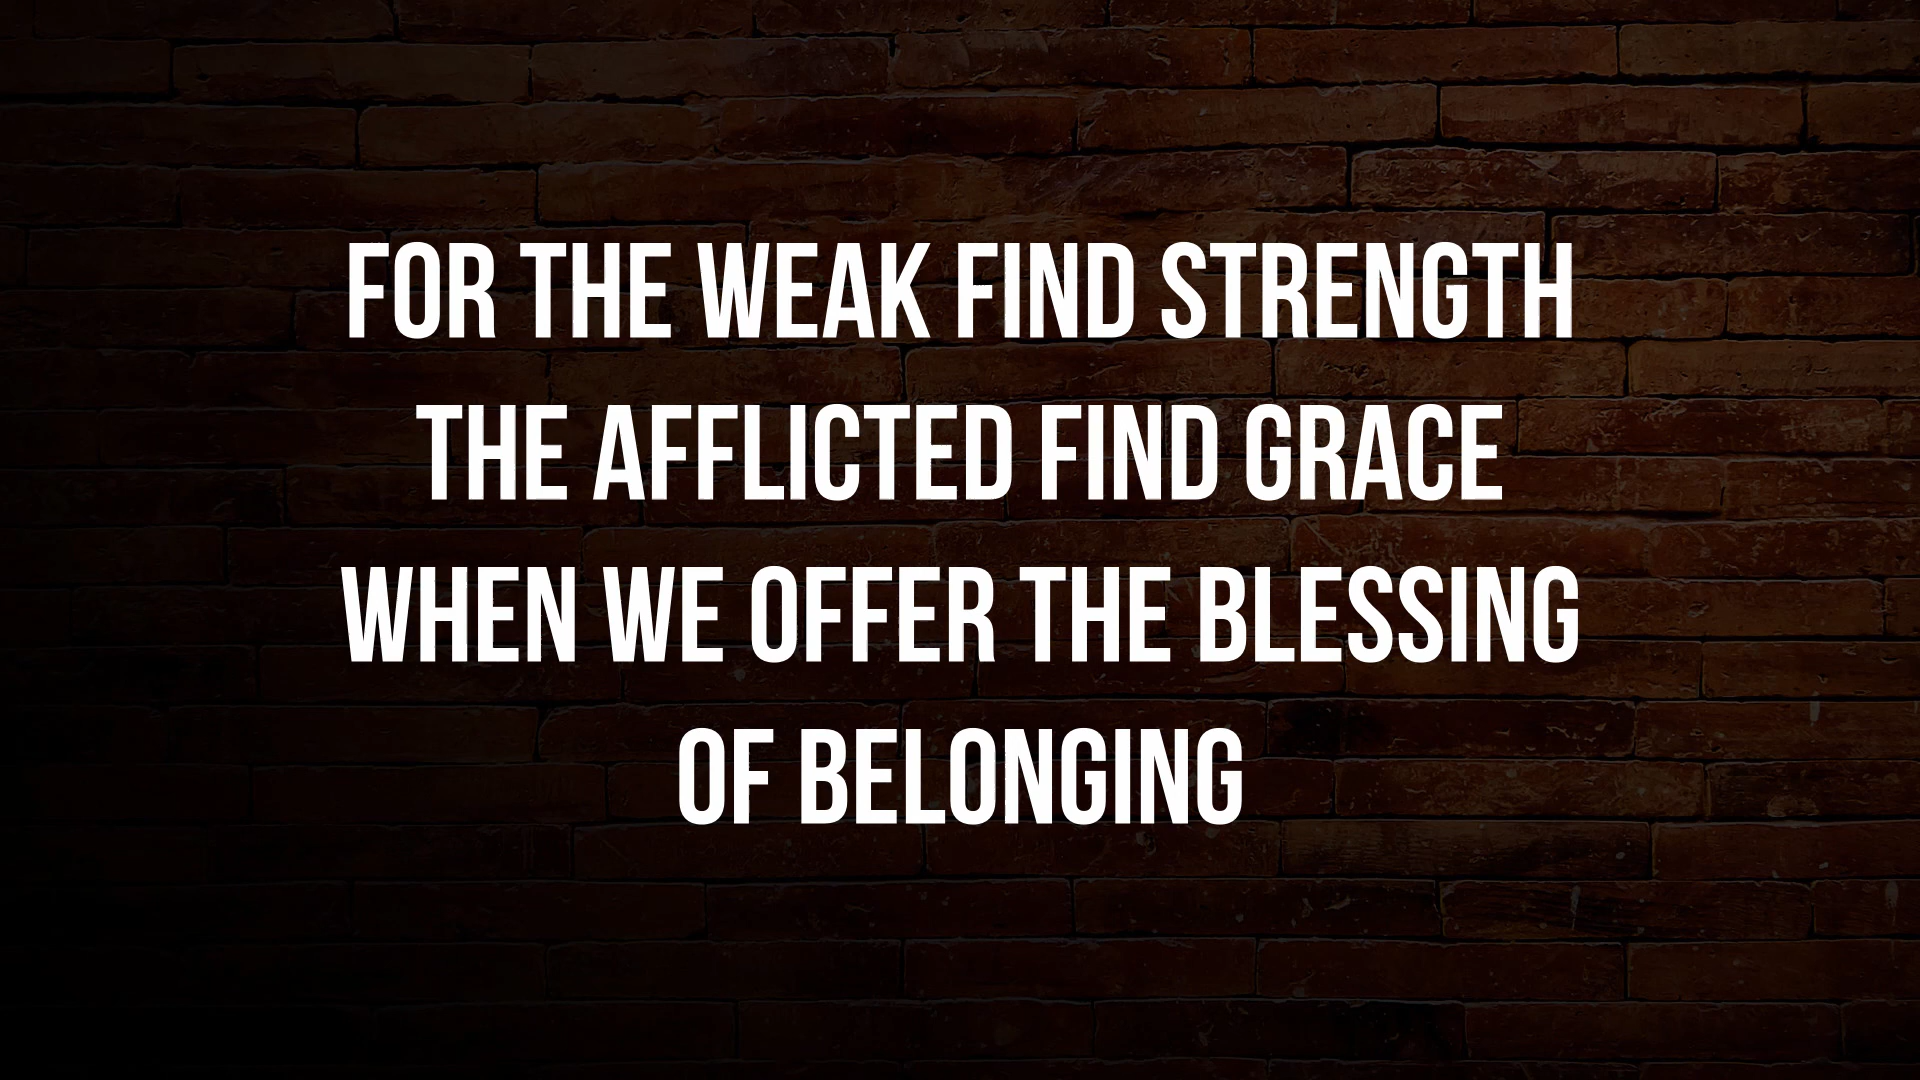 FOR THE WEAK FIND STRENGTH
THE AFFLICTED FIND GRACE
WHEN WE OFFER THE BLESSING
OF BELONGING